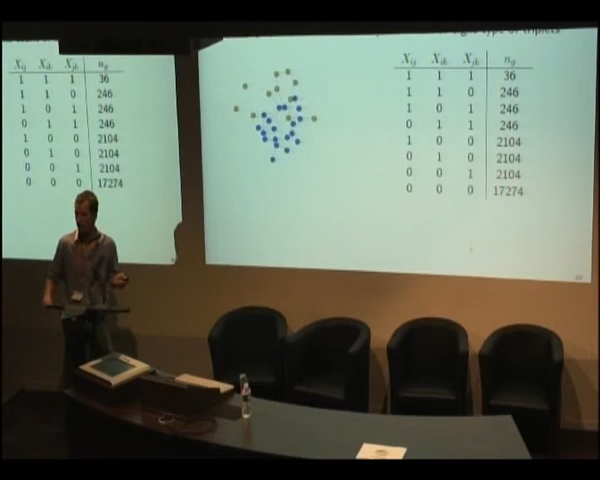 X_ij X_ik X_jk n_g
1 1 1 36
1 1 0 246
1 0 1 246
0 1 1 246
1 0 0 2104
0 1 0 2104
0 0 1 2104
0 0 0 17274
type of triplets
X_ij X_ik X_jk n_g
1 1 1 36
1 1 0 246
1 0 1 246
0 1 1 246
1 0 0 2104
0 1 0 2104
0 0 1 2104
0 0 0 17274